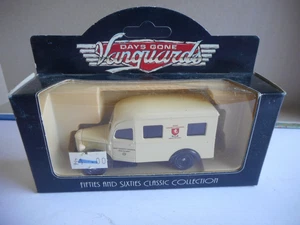 DAYS GONE
Vanguards
FIFTIES AND SIXTIES CLASSIC COLLECTION